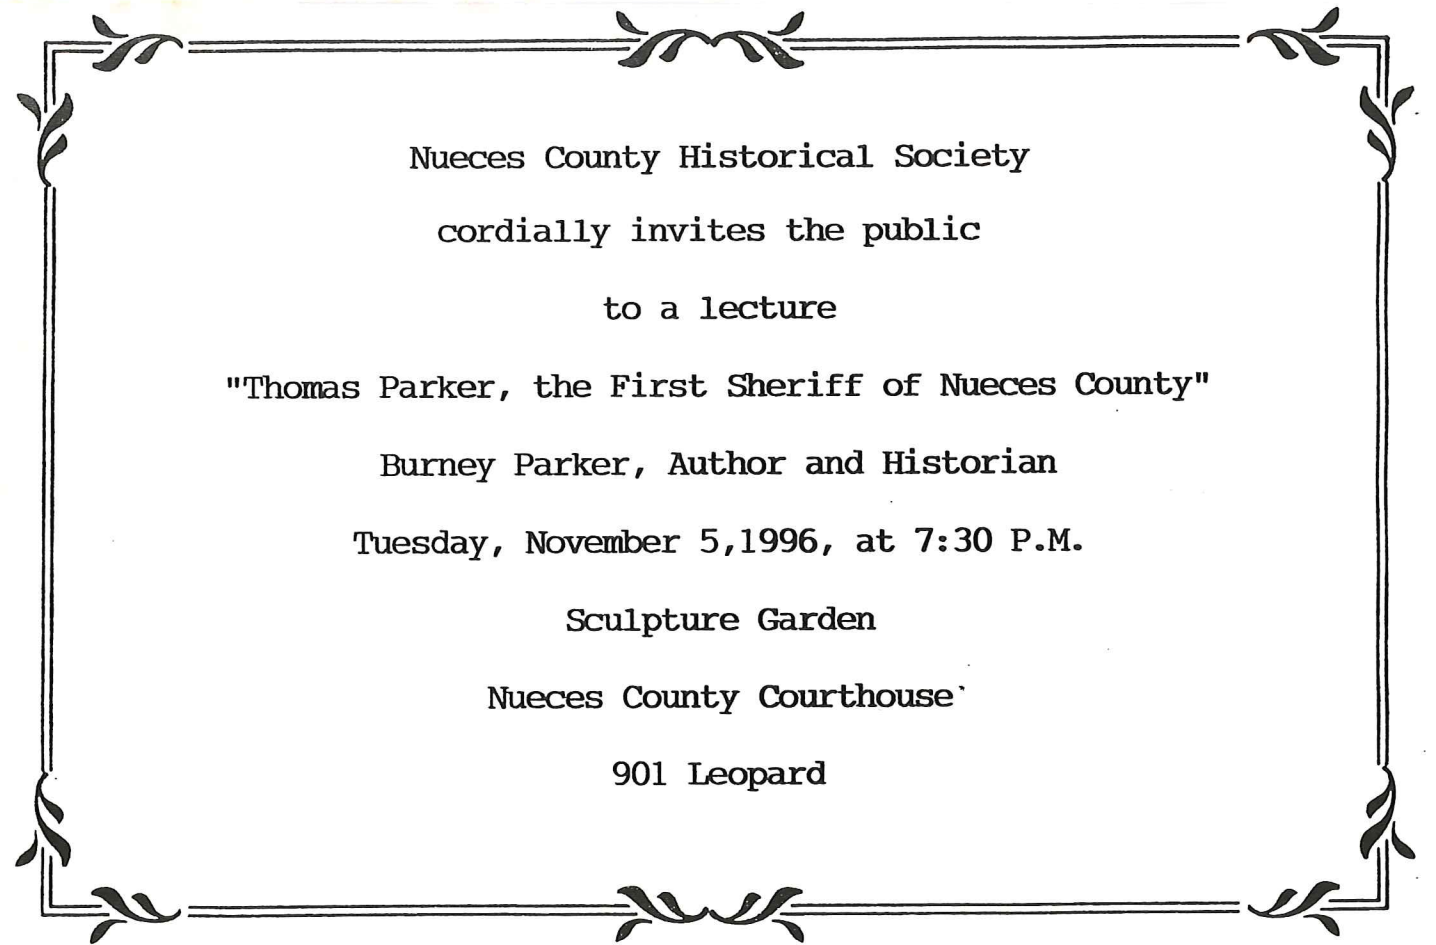 Nueces County Historical Society
cordially invites the public
to a lecture
"Thomas Parker, the First Sheriff of Nueces County"
Burney Parker, Author and Historian
Tuesday, November 5,1996, at 7:30 P.M.
Sculpture Garden
Nueces County Courthouse
901 Leopard